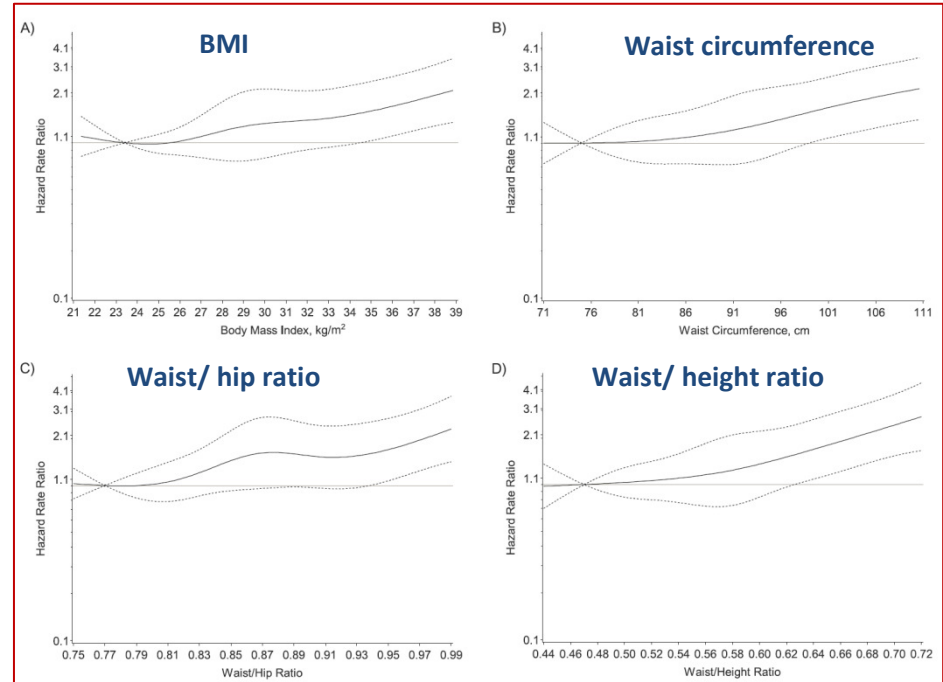 A)
BMI
4.1
3.1
2.1
1.1
0.1
Hazard Rate Ratio
21 22 23 24 25 26 27 28 29 30 31 32 33 34 35 36 37 38 39
Body Mass Index, kg/m²
B)
Waist circumference
4.1
3.1
2.1
1.1
0.1
Hazard Rate Ratio
71 76 81 86 91 96 101 106 111
Waist Circumference, cm
C)
Waist/ hip ratio
4.1
3.1
2.1
1.1
0.1
Hazard Rate Ratio
0.75 0.77 0.81 0.83 0.85 0.87 0.89 0.91 0.93 0.95 0.97 0.99
Waist/Hip Ratio
D)
Waist/ height ratio
4.1
3.1
2.1
1.1
0.1
Hazard Rate Ratio
0.44 0.46 0.48 0.50 0.52 0.54 0.56 0.58 0.60 0.62 0.64 0.66 0.68 0.70 0.72
Waist/Height Ratio